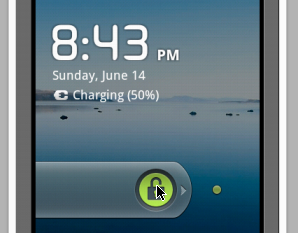 8:43 PM
Sunday, June 14
Charging (50%)